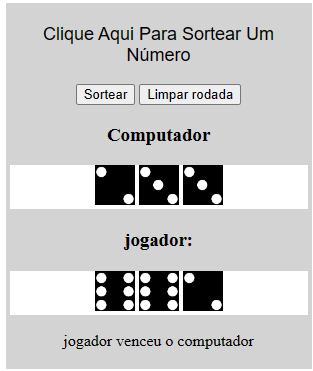 Clique Aqui Para Sortear Um
Número
Sortear Limpar rodada
Computador
jogador:
jogador venceu o computador